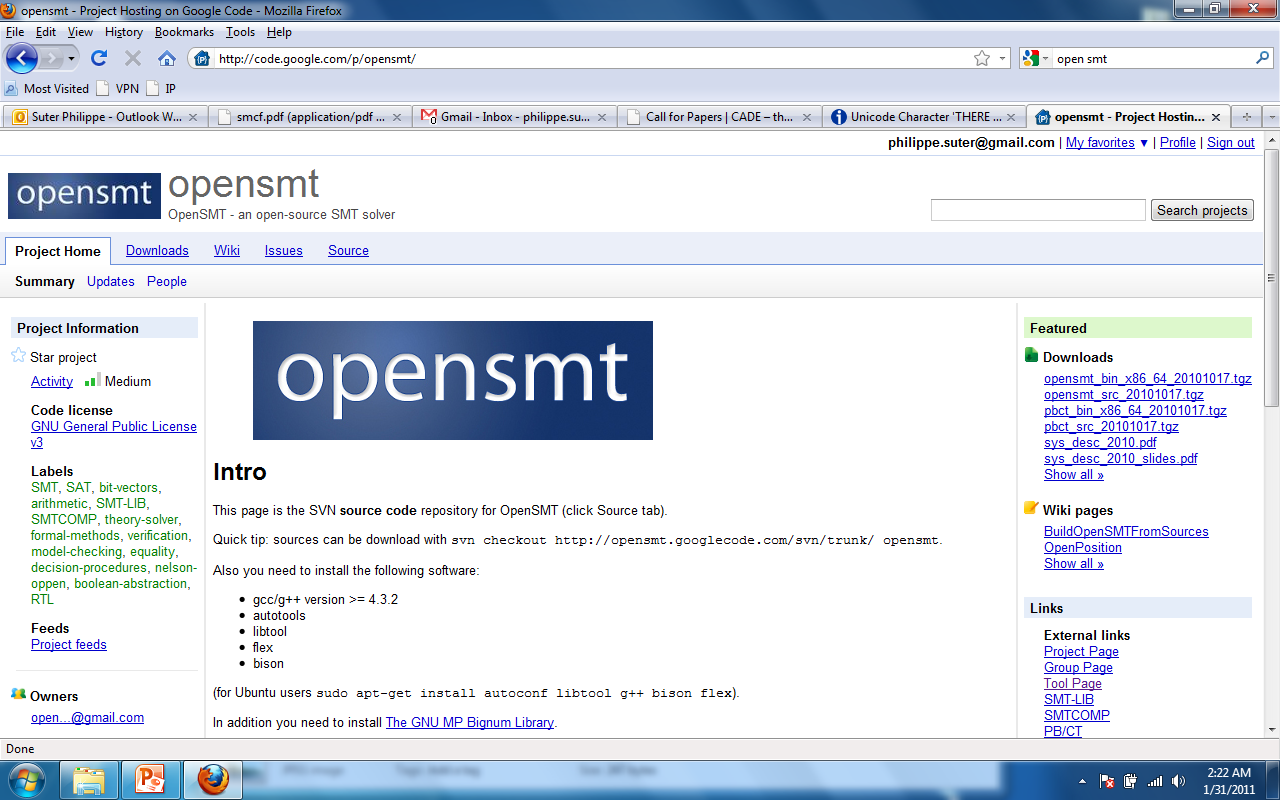 opensmt - Project Hosting on Google Code - Mozilla Firefox
File Edit View History Bookmarks Tools Help
http://code.google.com/p/opensmt/
open smt
Most Visited VPN IP
Suter Philippe - Outlook W...
smcf.pdf (application/pdf ...
Gmail - Inbox - philippe.su...
Call for Papers | CADE – th...
Unicode Character 'THERE ...
opensmt - Project Hostin...
philippe.suter@gmail.com | My favorites ▼ | Profile | Sign out
opensmt
opensmt
OpenSMT - an open-source SMT solver
Search projects
Project Home Downloads Wiki Issues Source
Summary Updates People
Project Information
Star project
Activity Medium
Code license
GNU General Public License
v3
Labels
SMT, SAT, bit-vectors,
arithmetic, SMT-LIB,
SMTCOMP, theory-solver,
formal-methods, verification,
model-checking, equality,
decision-procedures, nelson-
oppen, boolean-abstraction,
RTL
Feeds
Project feeds
Owners
open...@gmail.com
opensmt
Intro
This page is the SVN source code repository for OpenSMT (click Source tab).
Quick tip: sources can be download with svn checkout http://opensmt.googlecode.com/svn/trunk/ opensmt.
Also you need to install the following software:
• gcc/g++ version >= 4.3.2
• autotools
• libtool
• flex
• bison
(for Ubuntu users sudo apt-get install autoconf libtool g++ bison flex).
In addition you need to install The GNU MP Bignum Library.
Featured
Downloads
opensmt_bin_x86_64_20101017.tgz
opensmt_src_20101017.tgz
pbct_bin_x86_64_20101017.tgz
pbct_src_20101017.tgz
sys_desc_2010.pdf
sys_desc_2010_slides.pdf
Show all »
Wiki pages
BuildOpenSMTFromSources
OpenPosition
Show all »
Links
External links
Project Page
Group Page
Tool Page
SMT-LIB
SMTCOMP
PB/CT
Done
2:22 AM
1/31/2011